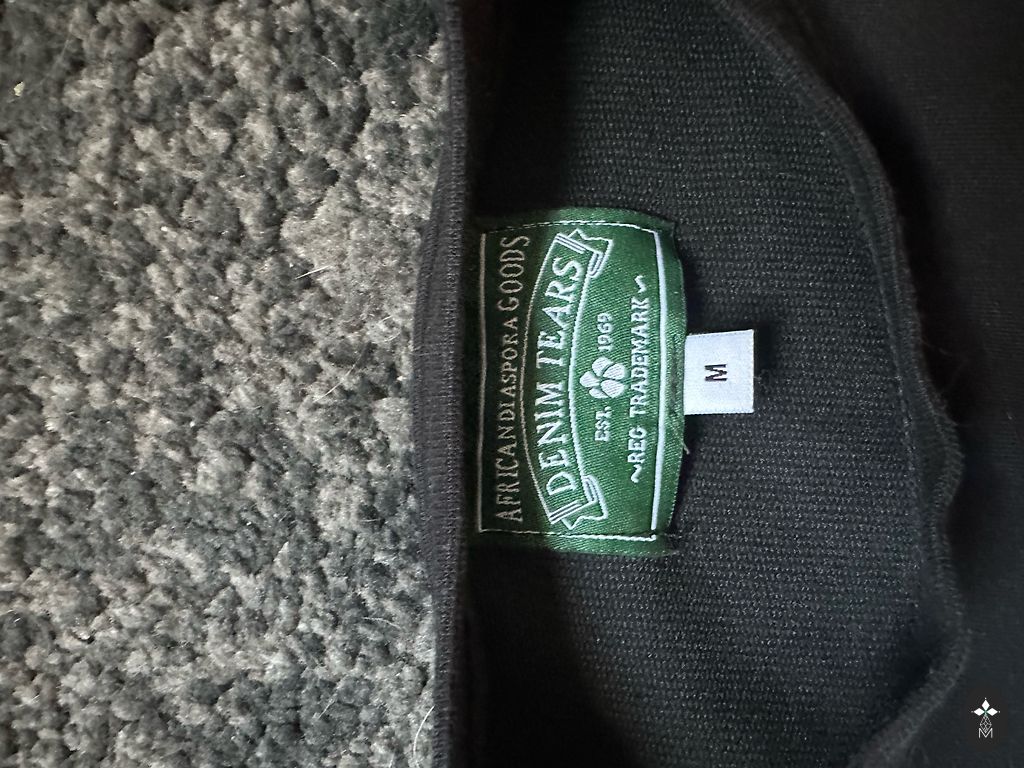 AFRICAN DIASPORA GOODS
DENIM TEARS
EST. 1969
~REG TRADEMARK~
M
M